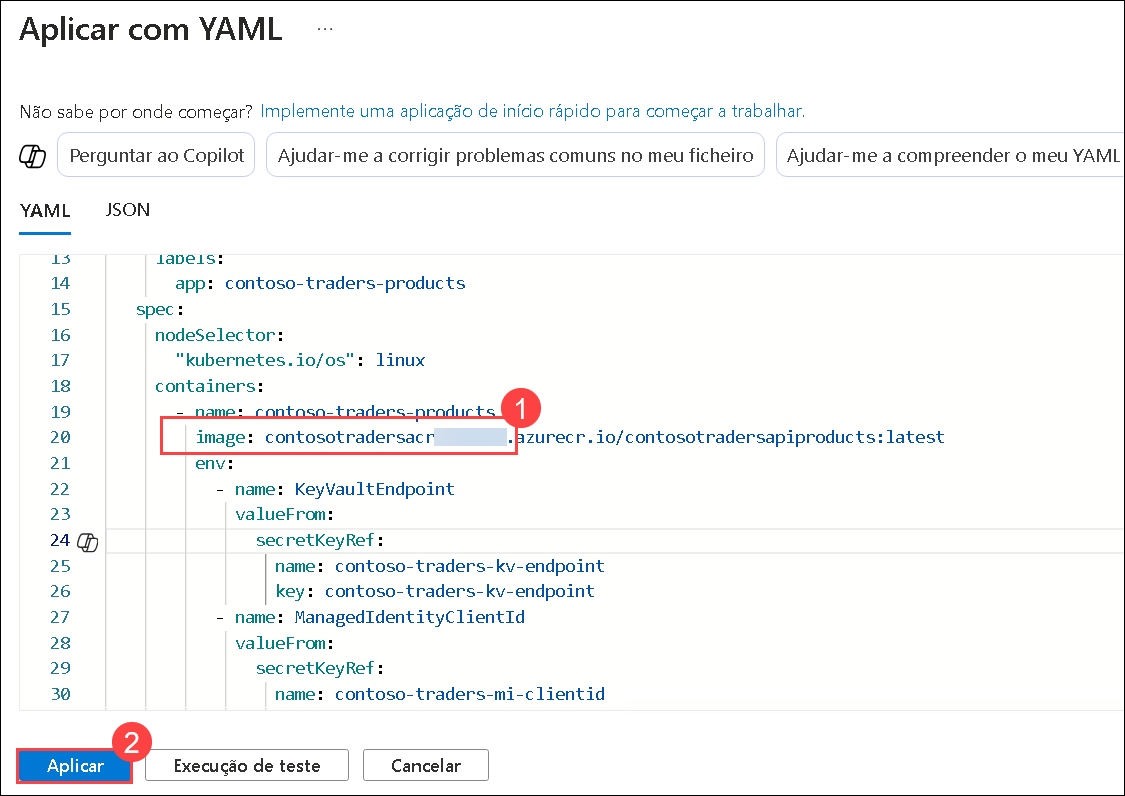 Aplicar com YAML ...
Não sabe por onde começar? Implemente uma aplicação de início rápido para começar a trabalhar.
Perguntar ao Copilot Ajudar-me a corrigir problemas comuns no meu ficheiro Ajudar-me a compreender o meu YAML
YAML JSON
13 labels:
14 app: contoso-traders-products
15 spec:
16 nodeSelector:
17 "kubernetes.io/os": linux
18 containers:
19 - name: contoso-traders-products
1
20 image: contosotradersacr .azurecr.io/contosotradersapiproducts:latest
21 env:
22 - name: KeyVaultEndpoint
23 valueFrom:
24 secretKeyRef:
25 name: contoso-traders-kv-endpoint
26 key: contoso-traders-kv-endpoint
27 - name: ManagedIdentityClientId
28 valueFrom:
29 secretKeyRef:
30 name: contoso-traders-mi-clientid
2
Aplicar Execução de teste Cancelar